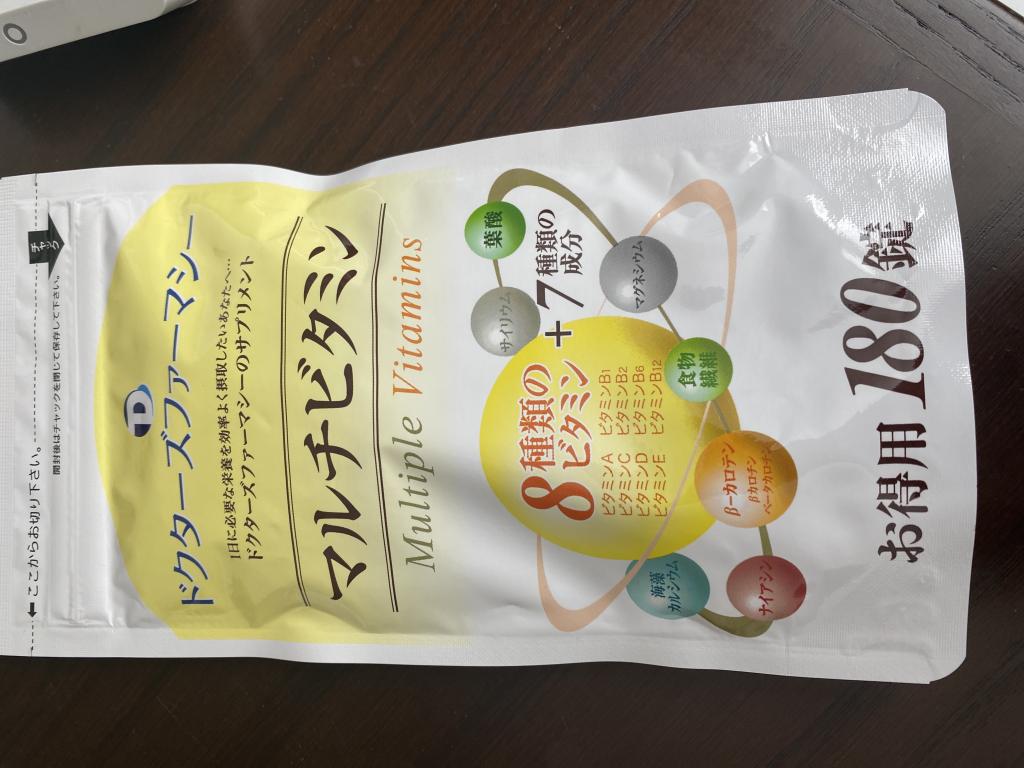 チャック
← ここからお切り下さい。
開封後はチャックを閉じて保存して下さい。
D
ドクターズファーマシー
1日に必要な栄養を効率よく摂取したいあなたへ…
ドクターズファーマシーのサプリメント
マルチビタミン
Multiple Vitamins
8種類の
ビタミン
+7種類の
成分
ビタミンA ビタミンB1
ビタミンC ビタミンB2
ビタミンD ビタミンB6
ビタミンE ビタミンB12
葉酸
サイリウム
マグネシウム
食物
繊維
β-カロテン
βカロチン
ベータカロチン
海藻
カルシウム
ナイアシン
お得用180錠